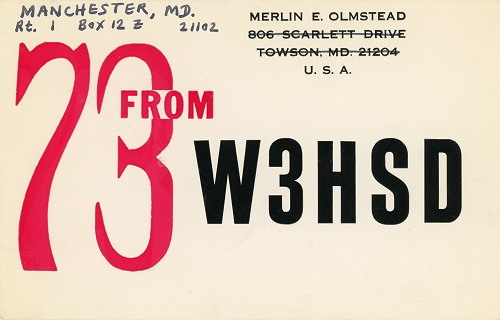 MANCHESTER, MD.
Rt. 1 Box 12 Z 21102
MERLIN E. OLMSTEAD
806 SCARLETT DRIVE
TOWSON, MD. 21204
U. S. A.
73 FROM
W3HSD